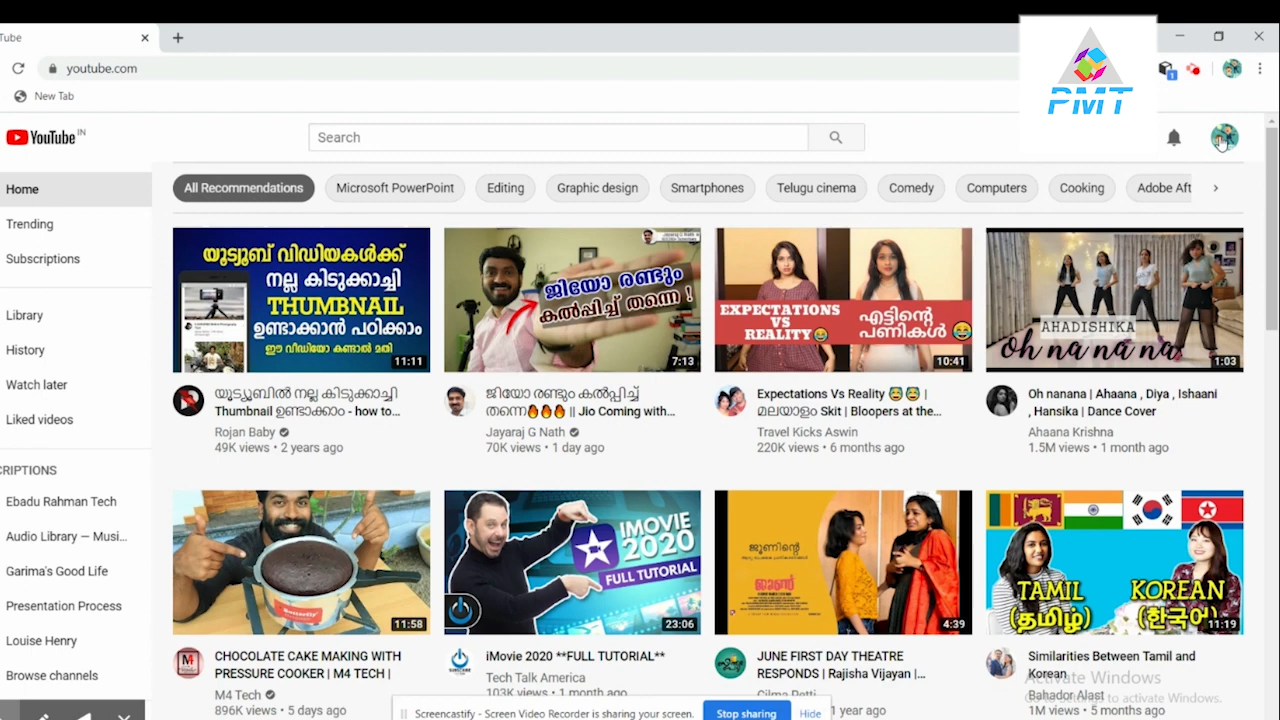 Tube
youtube.com
New Tab
PMT
YouTube IN
Search
All Recommendations
Microsoft PowerPoint
Editing
Graphic design
Smartphones
Telugu cinema
Comedy
Computers
Cooking
Adobe Aft
Home
Trending
Subscriptions
Library
History
Watch later
Liked videos
CRIPTIONS
Ebadu Rahman Tech
Audio Library — Musi...
Garima's Good Life
Presentation Process
Louise Henry
Browse channels
യൂട്യൂബ് വിഡിയകൾക്ക്
നല്ല കിടുക്കാച്ചി
THUMBNAIL
ഉണ്ടാക്കാൻ പഠിക്കാം
ഈ വീഡിയോ കണ്ടാൽ മതി
11:11
യൂട്യൂബിൽ നല്ല കിടുക്കാച്ചി
Thumbnail ഉണ്ടാക്കാം - how to...
Rojan Baby
49K views • 2 years ago
ജിയോ രണ്ടും
കൽപ്പിച്ച് തന്നെ !
7:13
ജിയോ രണ്ടും കൽപ്പിച്ച്
തന്നെ🔥🔥🔥 || Jio Coming with...
Jayaraj G Nath
70K views • 1 day ago
EXPECTATIONS
VS
REALITY😂
എട്ടിന്റെ
പണികൾ 😂
10:41
Expectations Vs Reality 😇😇 |
മലയാളം Skit | Bloopers at the...
Travel Kicks Aswin
220K views • 6 months ago
AHADISHIKA
oh na na na
1:03
Oh nanana | Ahaana , Diya , Ishaani
, Hansika | Dance Cover
Ahaana Krishna
1.5M views • 1 month ago
11:58
CHOCOLATE CAKE MAKING WITH
PRESSURE COOKER | M4 TECH |
M4 Tech
896K views • 5 days ago
IMOVIE
2020
FULL TUTORIAL
23:06
iMovie 2020 **FULL TUTORIAL**
Tech Talk America
103K views • 1 month ago
ജൂണിന്റെ
ജൂൺ
4:39
JUNE FIRST DAY THEATRE
RESPONDS | Rajisha Vijayan |...
Cilma Potti
1 year ago
TAMIL
(தமிழ்)
KOREAN
(한국어)
11:19
Similarities Between Tamil and
Korean
Bahador Alast
1M views • 5 months ago
Activate Windows
Go to Settings to activate Windows.
Screencastify - Screen Video Recorder is sharing your screen.
Stop sharing
Hide